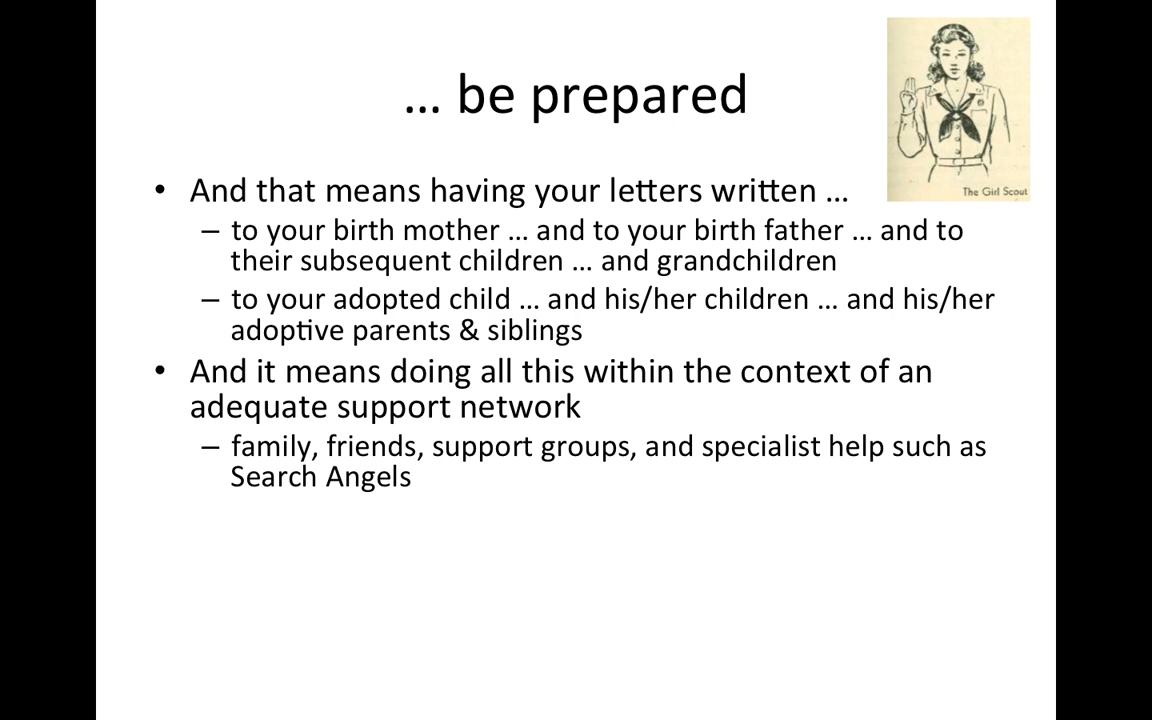 … be prepared
The Girl Scout
• And that means having your letters written …
– to your birth mother … and to your birth father … and to
their subsequent children … and grandchildren
– to your adopted child … and his/her children … and his/her
adoptive parents & siblings
• And it means doing all this within the context of an
adequate support network
– family, friends, support groups, and specialist help such as
Search Angels